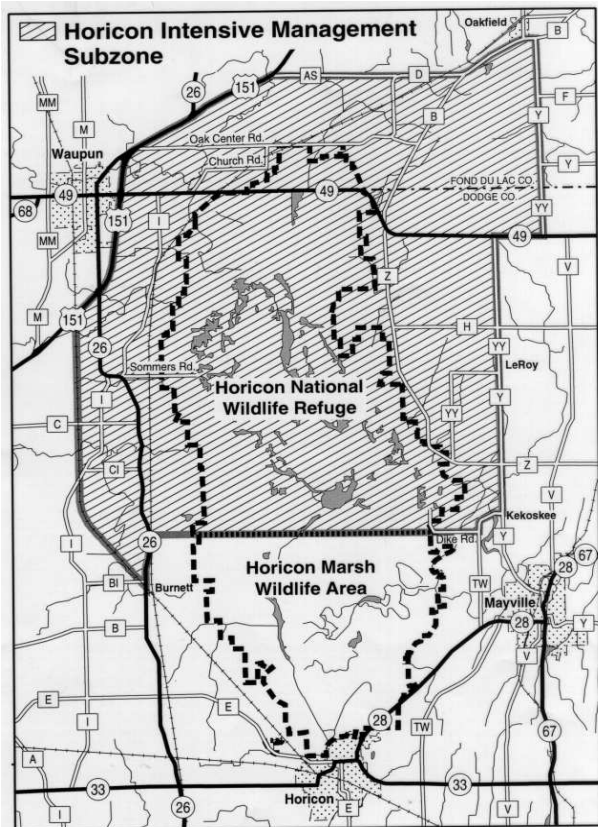 Horicon Intensive Management
Subzone
Oakfield
B
26
151
AS
D
MM
M
B
F
Y
Oak Center Rd.
Waupun
Church Rd.
Y
49
FOND DU LAC CO.
DODGE CO.
68
49
151
I
YY
49
MM
Z
V
M
151
H
26
YY
Sommers Rd.
LeRoy
Horicon National
Wildlife Refuge
I
Y
YY
C
CI
Z
V
Kekoskee
I
26
Dike Rd.
Y
67
Horicon Marsh
Wildlife Area
28
BI
Burnett
TW
Mayville
28
Y
B
V
E
E
28
I
TW
67
A
33
33
Horicon
I
26
E
V